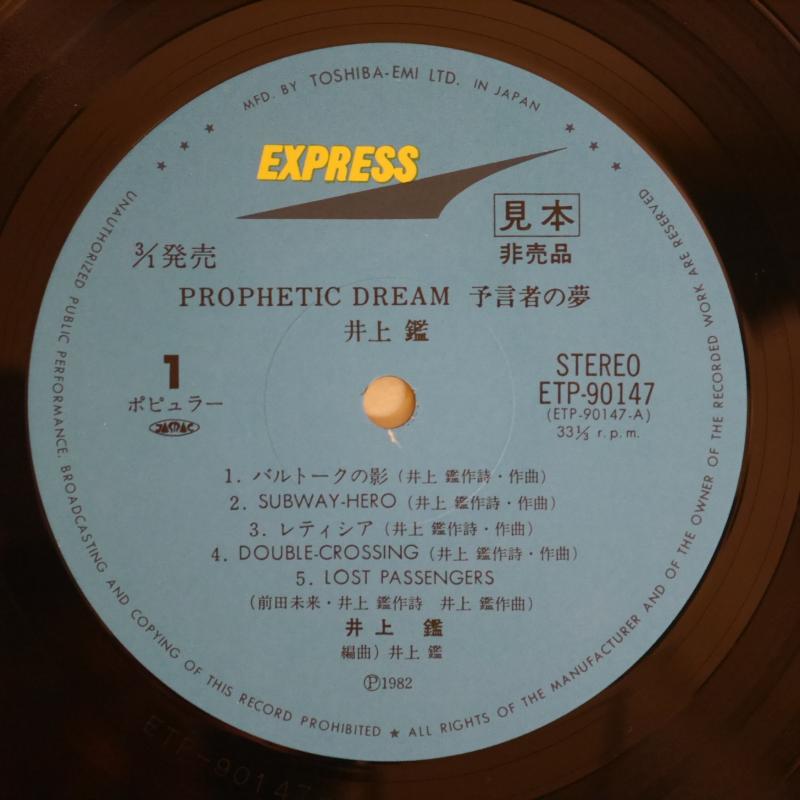 MFD. BY TOSHIBA-EMI LTD. IN JAPAN
EXPRESS
見本
非売品
3/1発売
PROPHETIC DREAM 予言者の夢
井上 鑑
1
ポピュラー
JASRAC
STEREO
ETP-90147
(ETP-90147-A)
33⅓ r.p.m.
1. バルトークの影 (井上 鑑作詩・作曲)
2. SUBWAY-HERO (井上 鑑作詩・作曲)
3. レティシア (井上 鑑作詩・作曲)
4. DOUBLE-CROSSING (井上 鑑作詩・作曲)
5. LOST PASSENGERS
(前田未来・井上 鑑作詩 井上 鑑作曲)
井上 鑑
編曲) 井上 鑑
Ⓟ1982
UNAUTHORIZED PUBLIC PERFORMANCE, BROADCASTING AND COPYING OF THIS RECORD PROHIBITED ★ ALL RIGHTS OF THE MANUFACTURER AND OF THE OWNER OF THE RECORDED WORK ARE RESERVED
ETP-90147